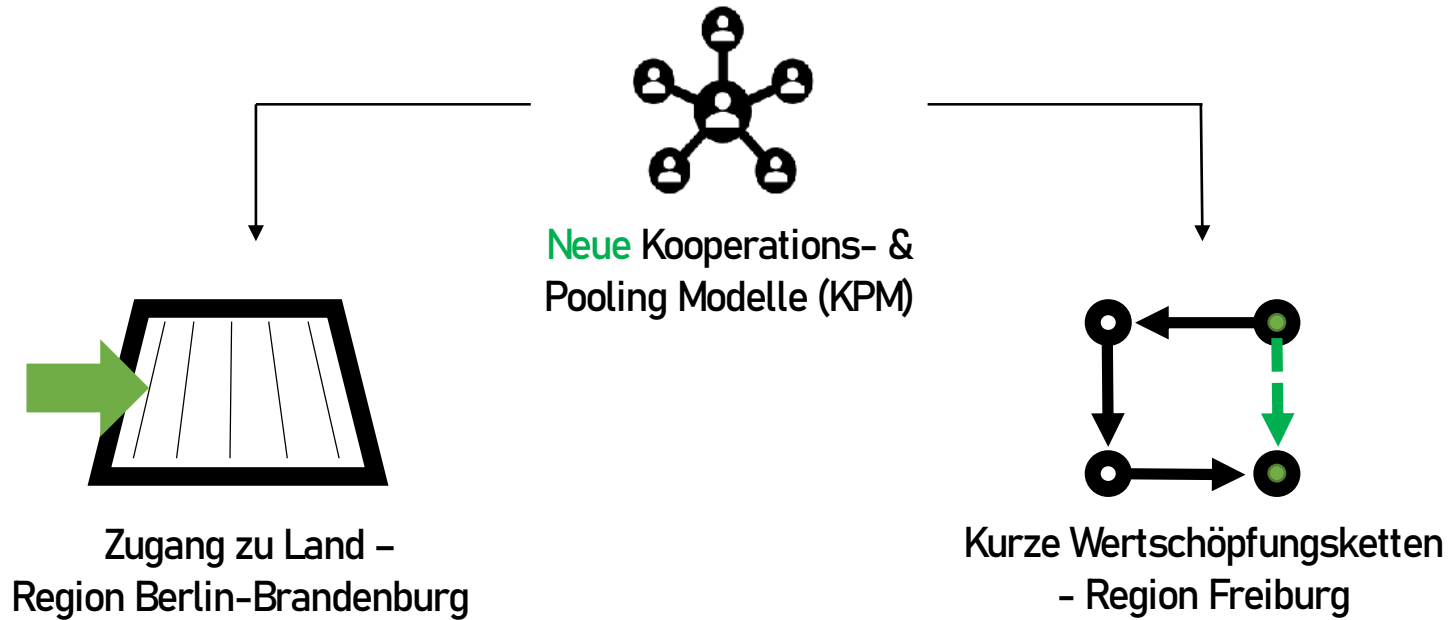 Neue Kooperations- &
Pooling Modelle (KPM)
Zugang zu Land –
Region Berlin-Brandenburg
Kurze Wertschöpfungsketten
- Region Freiburg